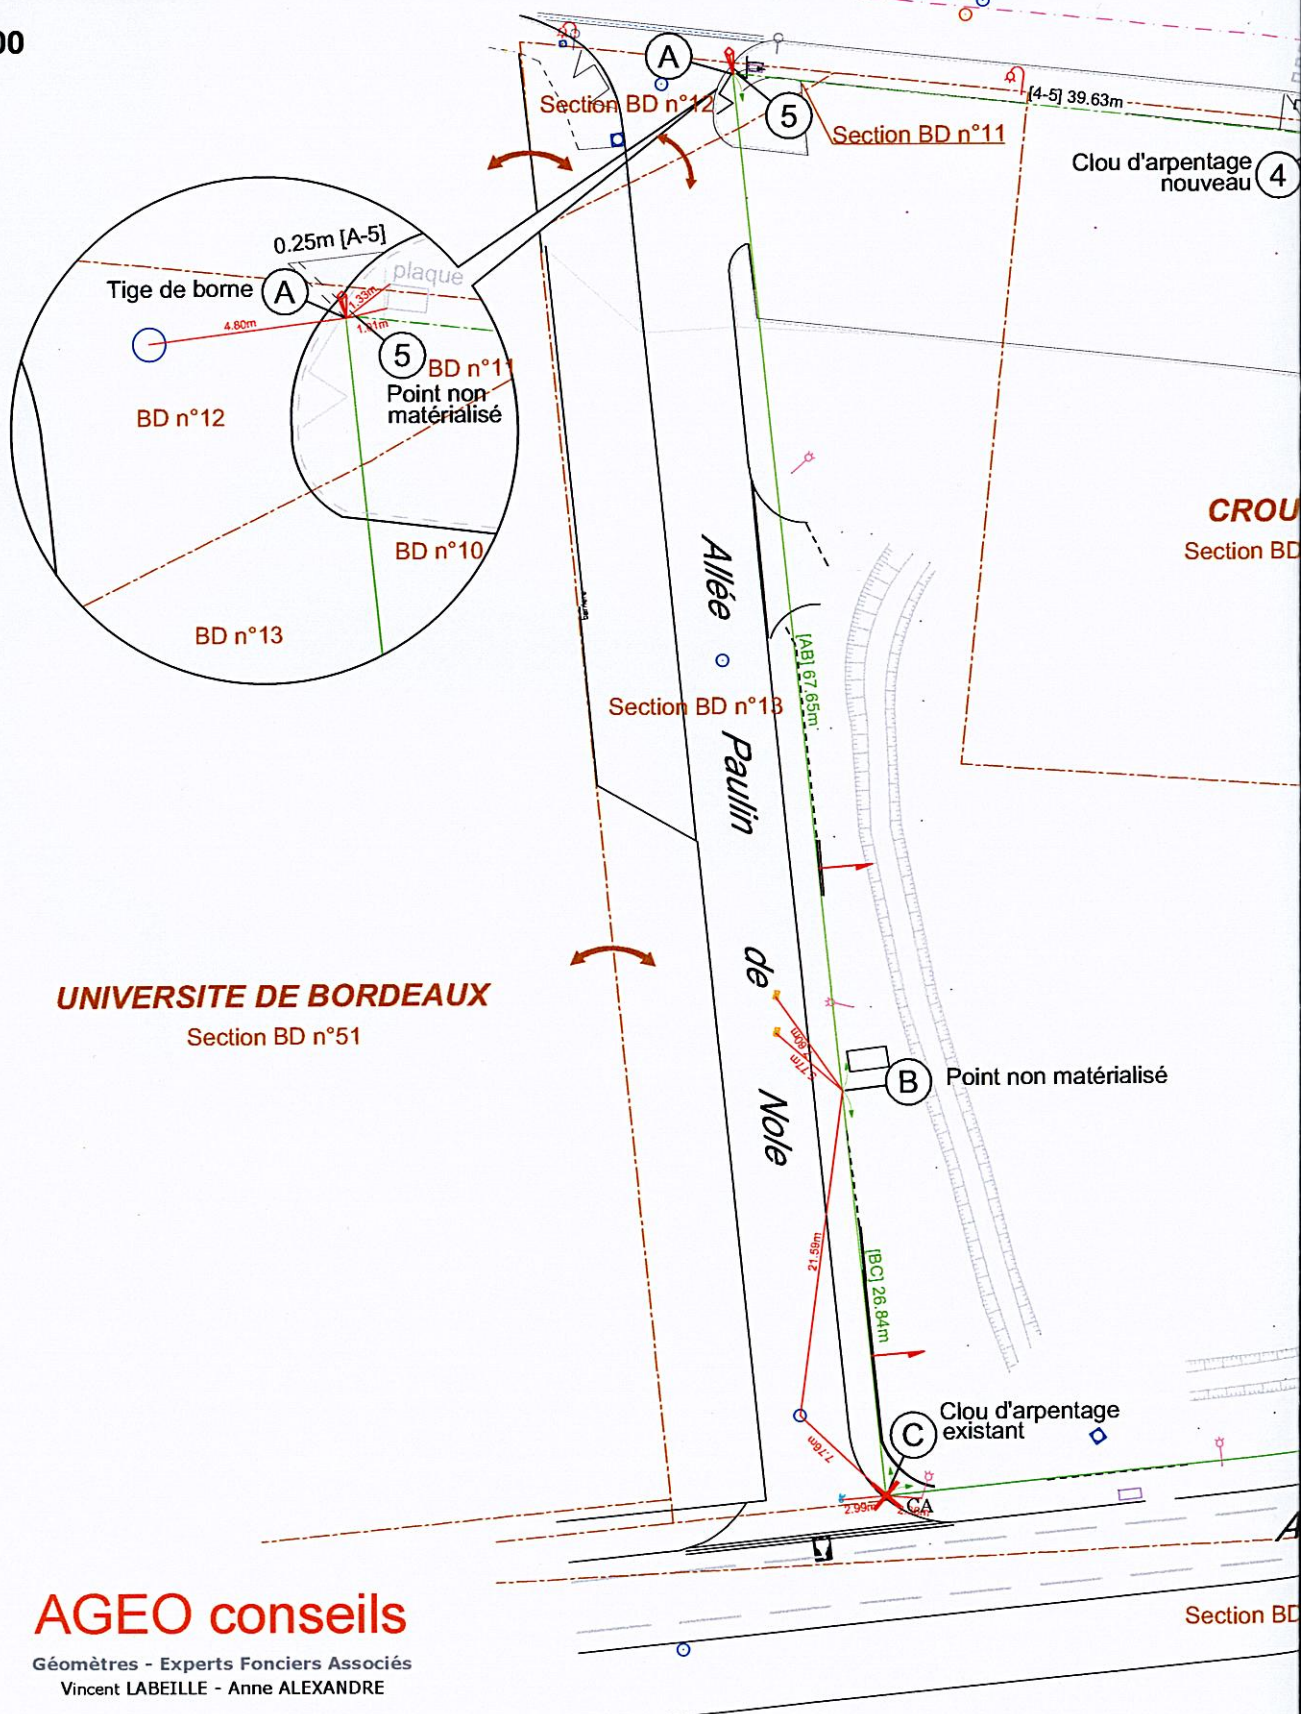 00
A
Section BD n°12
5
[4-5] 39.63m
Section BD n°11
Clou d'arpentage
nouveau
4
0.25m [A-5]
plaque
Tige de borne
A
1.33m
4.80m
5
BD n°11
Point non
matérialisé
BD n°12
BD n°10
BD n°13
CROU
Section BD
Allée
Paulin
de
Nole
[AB] 67.65m
Section BD n°13
UNIVERSITE DE BORDEAUX
Section BD n°51
B
Point non matérialisé
21.59m
[BC] 26.84m
Clou d'arpentage
existant
C
7.76m
2.99m
CA
A
Section BD
AGEO conseils
Géomètres - Experts Fonciers Associés
Vincent LABEILLE - Anne ALEXANDRE